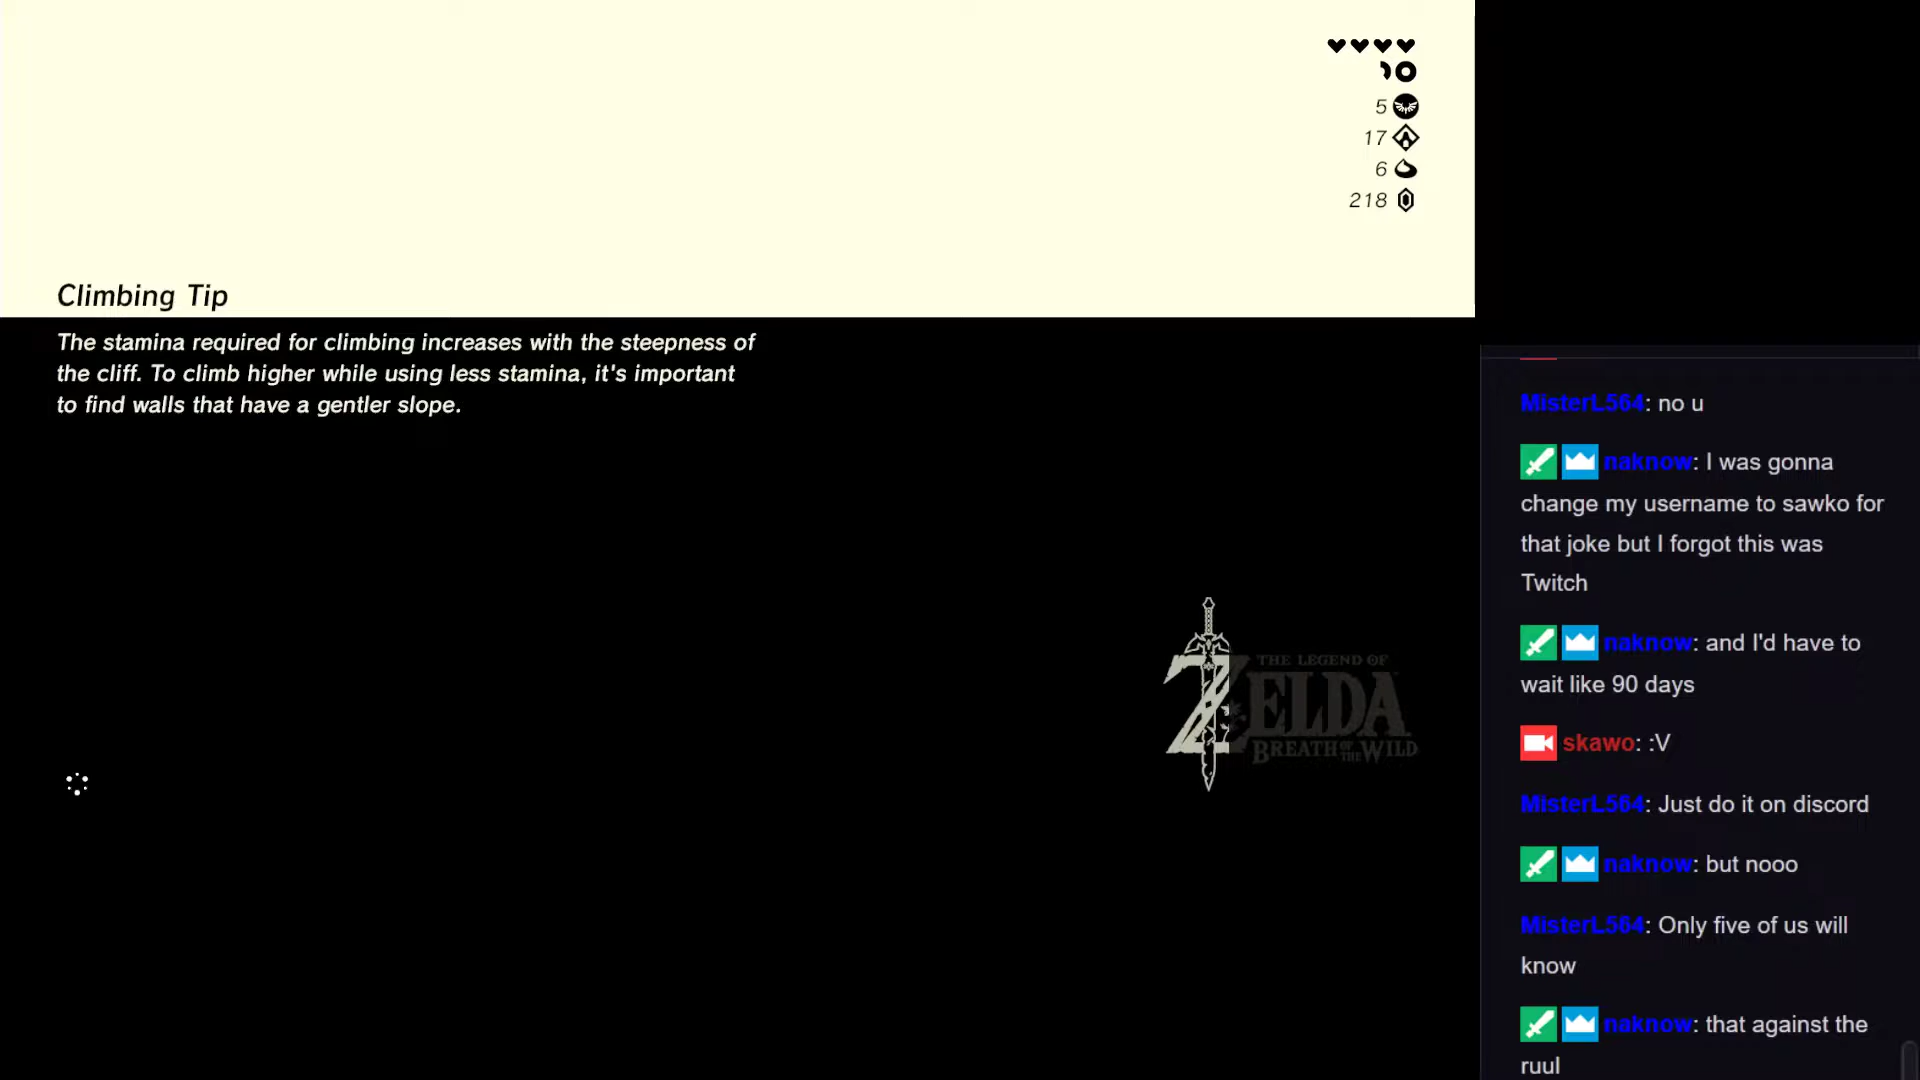 5
17
6
218
Climbing Tip
The stamina required for climbing increases with the steepness of
the cliff. To climb higher while using less stamina, it's important
to find walls that have a gentler slope.
THE LEGEND OF
ZELDA
BREATH OF THE WILD
MisterL564: no u
naknow: I was gonna
change my username to sawko for
that joke but I forgot this was
Twitch
naknow: and I'd have to
wait like 90 days
skawo: :V
MisterL564: Just do it on discord
naknow: but nooo
MisterL564: Only five of us will
know
naknow: that against the
ruul